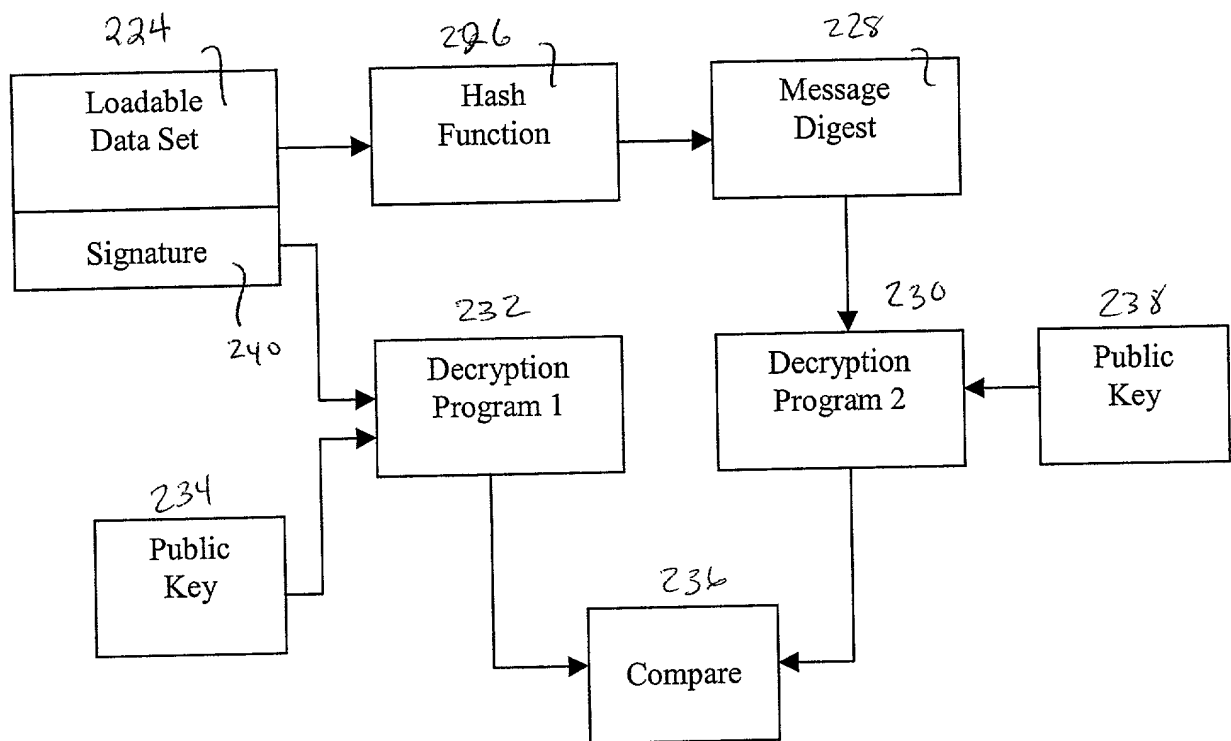 224
226
228
Loadable
Data Set
Hash
Function
Message
Digest
Signature
240
232
230
238
Decryption
Program 1
Decryption
Program 2
Public
Key
234
Public
Key
236
Compare